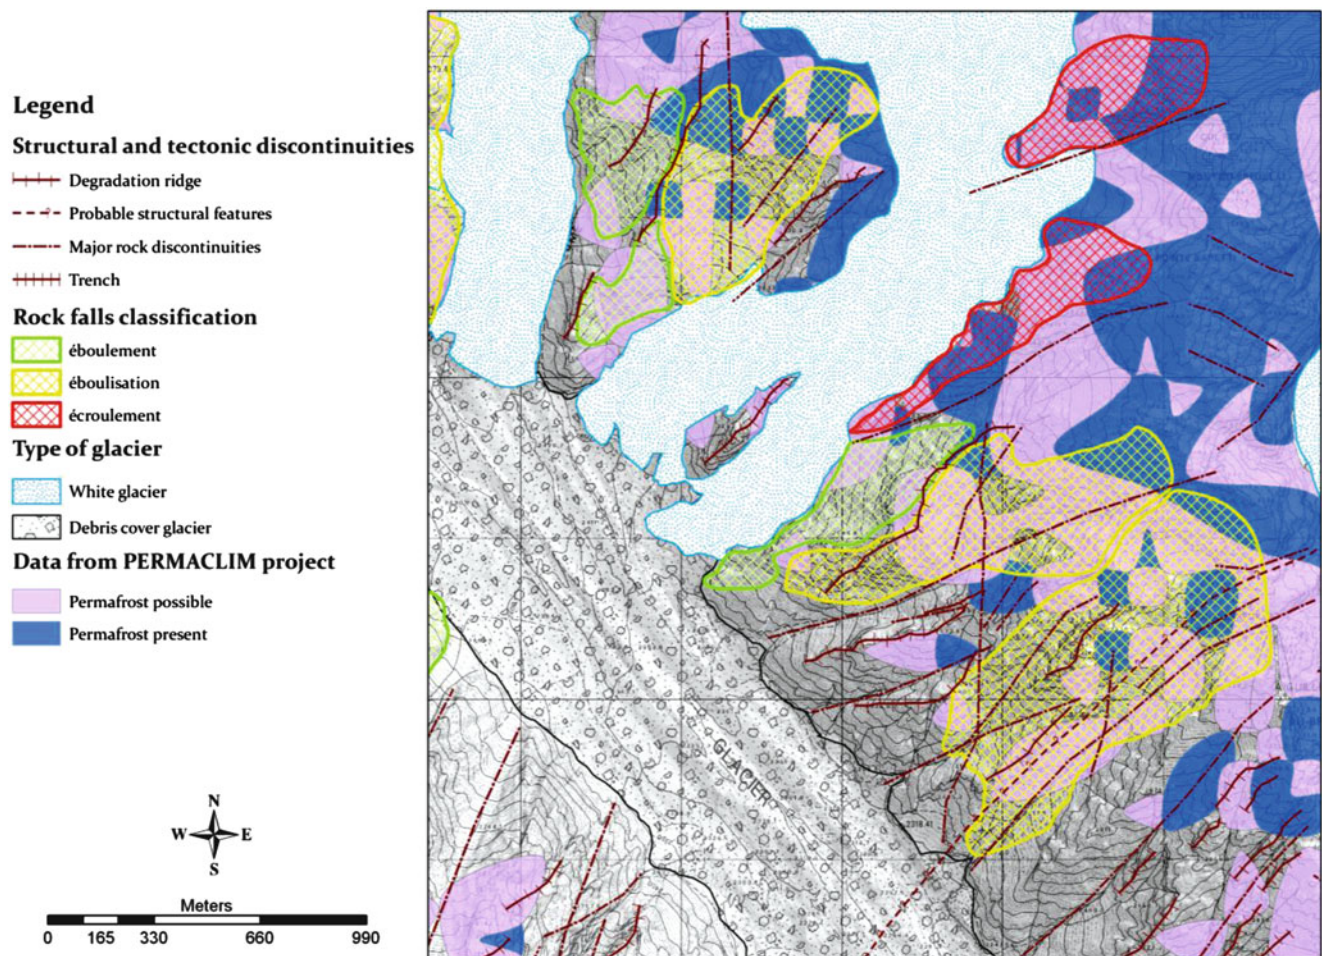 Legend
Structural and tectonic discontinuities
Degradation ridge
Probable structural features
Major rock discontinuities
Trench
Rock falls classification
éboulement
éboulisation
écroulement
Type of glacier
White glacier
Debris cover glacier
Data from PERMACLIM project
Permafrost possible
Permafrost present
N
W E
S
Meters
0 165 330 660 990
GLACIER
2318.41